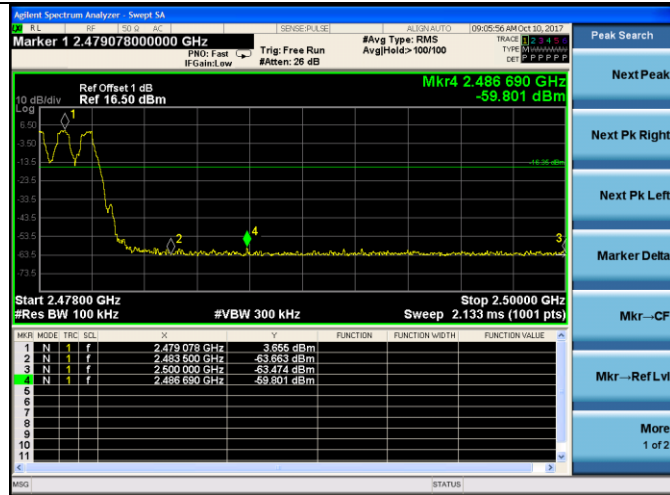 Agilent Spectrum Analyzer - Swept SA
RL RF 50 Ω AC SENSE:PULSE ALIGN AUTO 09:05:56 AM Oct 10, 2017
Marker 1 2.479078000000 GHz
PNO: Fast
IFGain:Low
Trig: Free Run
#Atten: 26 dB
#Avg Type: RMS
Avg|Hold:>100/100
TRACE 1 2 3 4 5 6
TYPE M
DET P P P P P P
Mkr4 2.486 690 GHz
-59.801 dBm
Ref Offset 1 dB
Ref 16.50 dBm
10 dB/div
Log
6.50
-3.50
-13.5
-23.5
-33.5
-43.5
-53.5
-63.5
-73.5
1
2
4
3
-16.35 dBm
Start 2.47800 GHz
Stop 2.50000 GHz
#Res BW 100 kHz
#VBW 300 kHz
Sweep 2.133 ms (1001 pts)
MKR MODE TRC SCL X Y FUNCTION FUNCTION WIDTH FUNCTION VALUE
1 N 1 f 2.479 078 GHz 3.655 dBm
2 N 1 f 2.483 500 GHz -63.663 dBm
3 N 1 f 2.500 000 GHz -63.474 dBm
4 N 1 f 2.486 690 GHz -59.801 dBm
5
6
7
8
9
10
11
MSG
STATUS
Peak Search
Next Peak
Next Pk Right
Next Pk Left
Marker Delta
Mkr→CF
Mkr→Ref Lvl
More
1 of 2